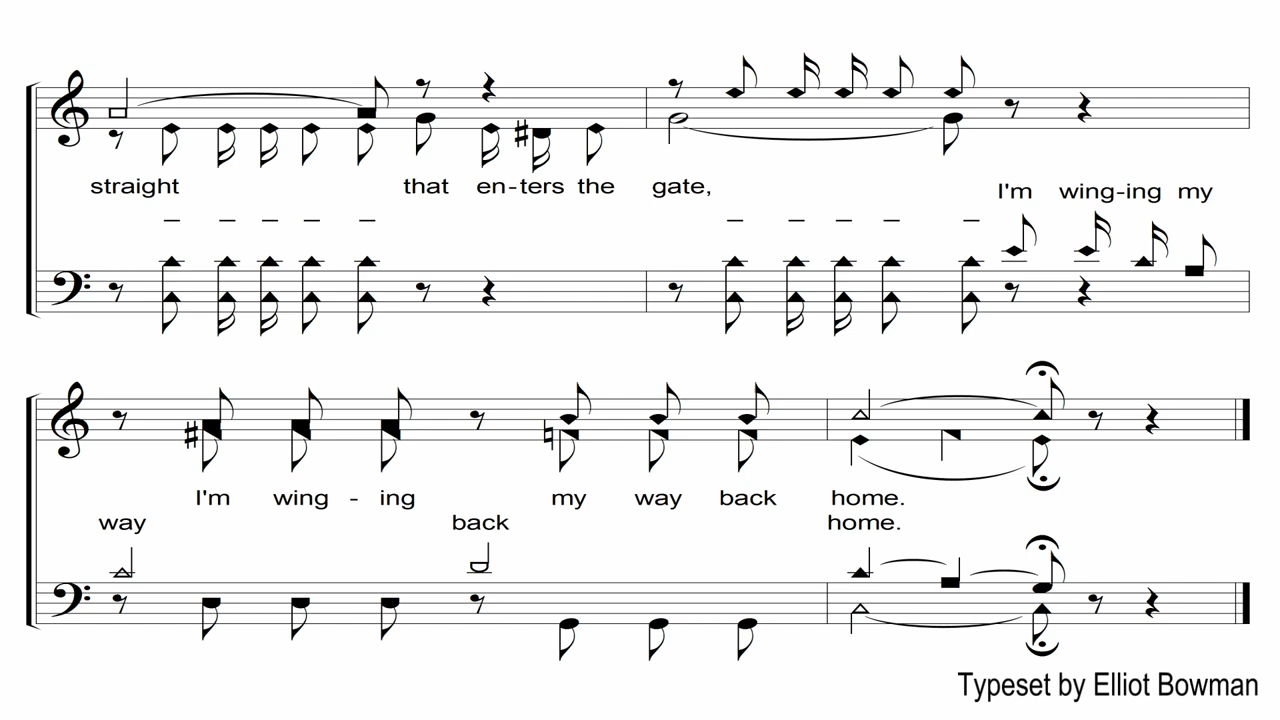 straight that en-ters the gate, I'm wing-ing my
– – – – – – – – – –
I'm wing - ing my way back home.
way back home.
Typeset by Elliot Bowman